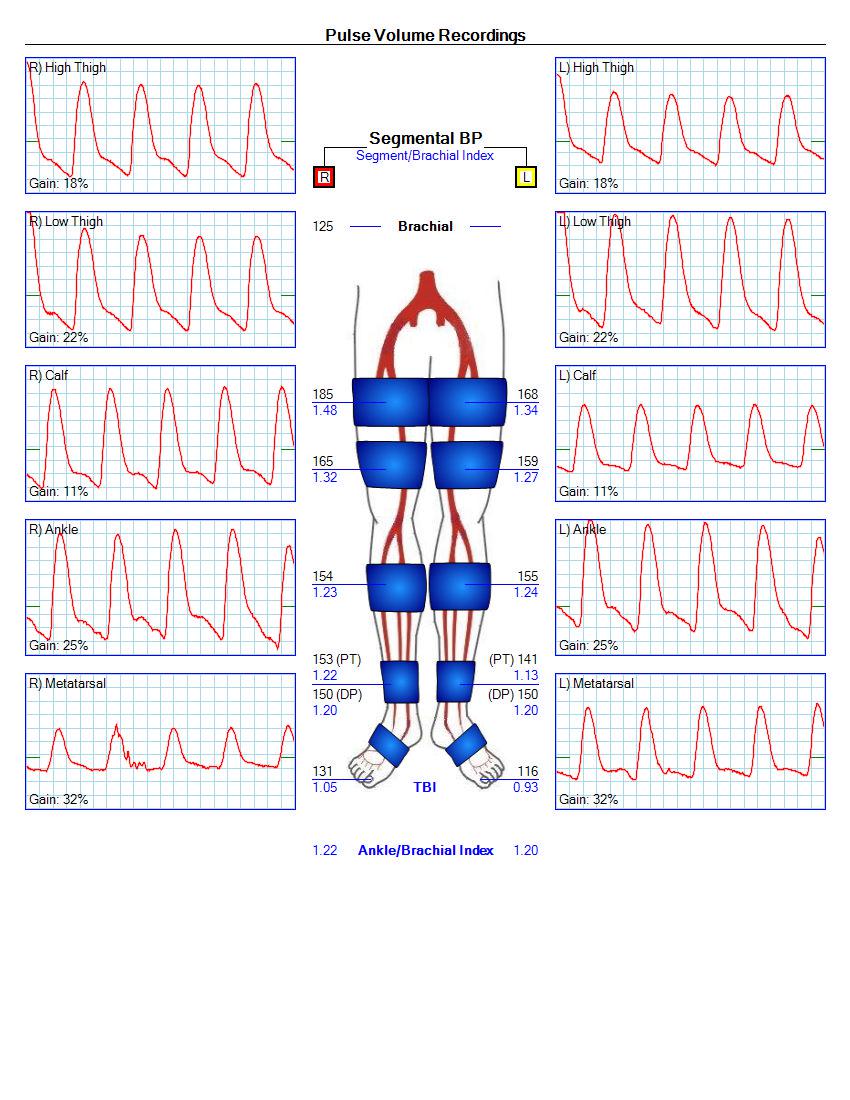 Pulse Volume Recordings
R) High Thigh
Gain: 18%
R) Low Thigh
Gain: 22%
R) Calf
Gain: 11%
R) Ankle
Gain: 25%
R) Metatarsal
Gain: 32%
Segmental BP
Segment/Brachial Index
R L
125 Brachial
185 168
1.48 1.34
165 159
1.32 1.27
154 155
1.23 1.24
153 (PT) (PT) 141
1.22 1.13
150 (DP) (DP) 150
1.20 1.20
131 116
1.05 TBI 0.93
1.22 Ankle/Brachial Index 1.20
L) High Thigh
Gain: 18%
L) Low Thigh
Gain: 22%
L) Calf
Gain: 11%
L) Ankle
Gain: 25%
L) Metatarsal
Gain: 32%